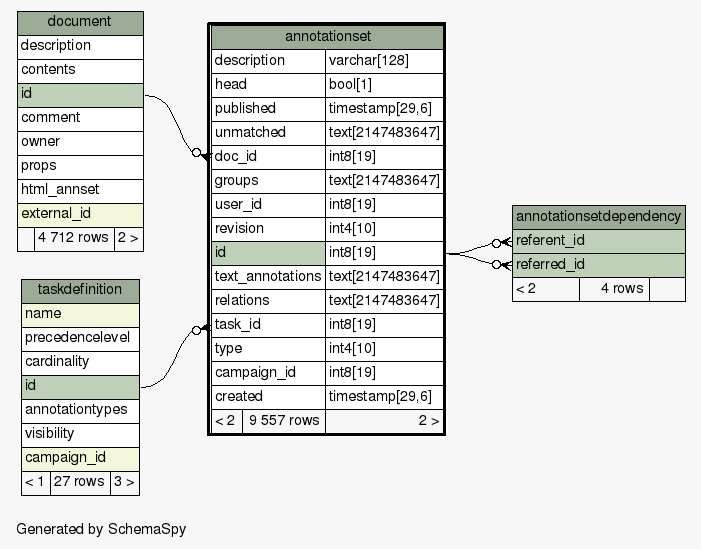 document
description
contents
id
comment
owner
props
html_annset
external_id
4 712 rows 2 >
taskdefinition
name
precedencelevel
cardinality
id
annotationtypes
visibility
campaign_id
< 1 27 rows 3 >
annotationset
description varchar[128]
head bool[1]
published timestamp[29,6]
unmatched text[2147483647]
doc_id int8[19]
groups text[2147483647]
user_id int8[19]
revision int4[10]
id int8[19]
text_annotations text[2147483647]
relations text[2147483647]
task_id int8[19]
type int4[10]
campaign_id int8[19]
created timestamp[29,6]
< 2 9 557 rows 2 >
annotationsetdependency
referent_id
referred_id
< 2 4 rows
Generated by SchemaSpy